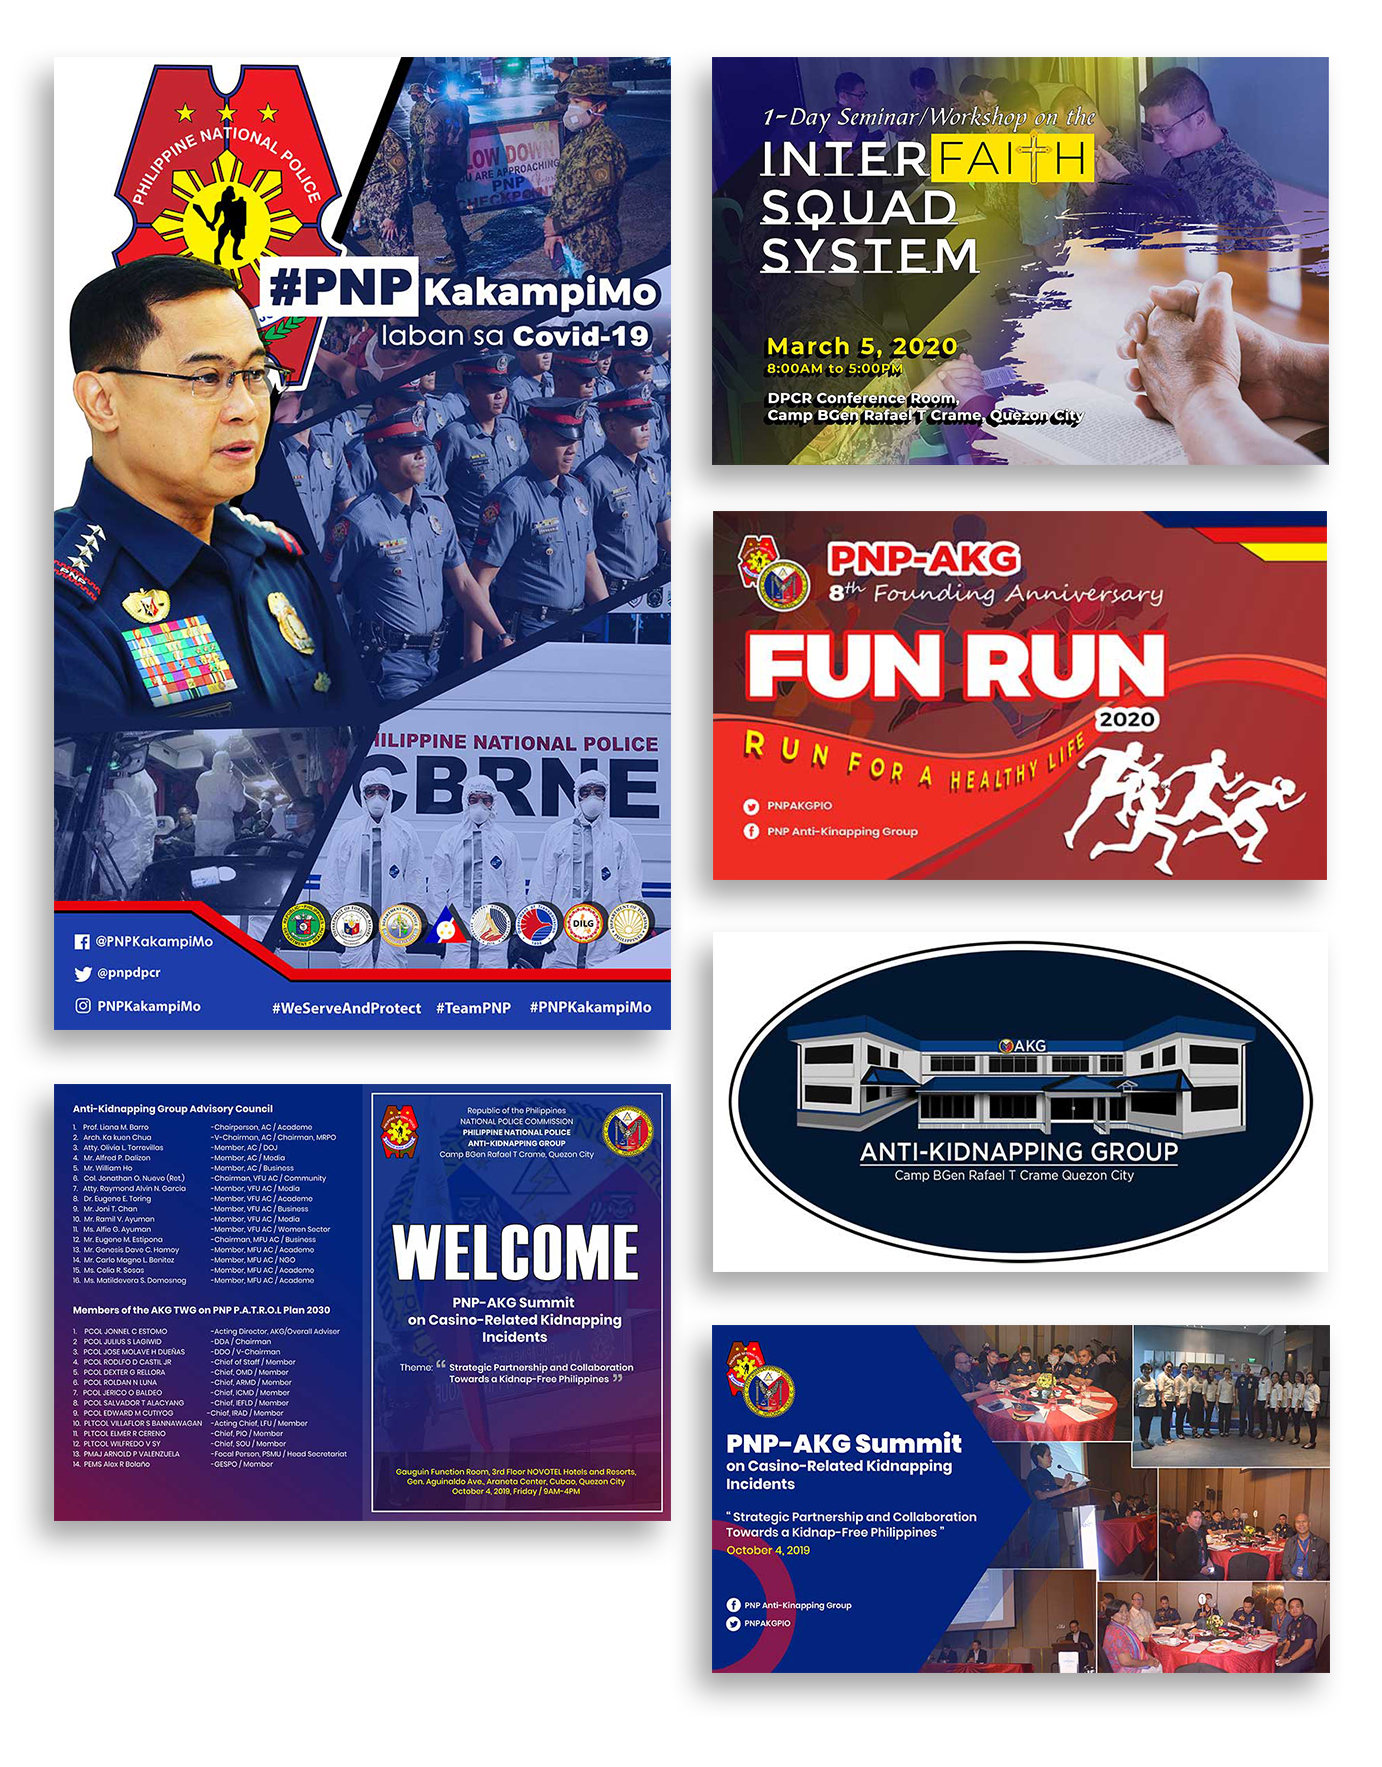 PHILIPPINE NATIONAL POLICE
LOW DOWN
YOU ARE APPROACHING
PNP
CHECKPOINT
#PNP KakampiMo
laban sa Covid-19
PNP
ILIPPINE NATIONAL POLICE
CBRNE
DILG
@PNPKakampiMo
@pnpdpcr
PNPKakampiMo
#WeServeAndProtect #TeamPNP #PNPKakampiMo
1-Day Seminar/Workshop on the
INTERFAITH
SQUAD
SYSTEM
March 5, 2020
8:00AM to 5:00PM
DPCR Conference Room,
Camp BGen Rafael T Crame, Quezon City
PNP-AKG
8th Founding Anniversary
FUN RUN
2020
RUN FOR A HEALTHY LIFE
PNPAKGPIO
PNP Anti-Kinapping Group
AKG
ANTI-KIDNAPPING GROUP
Camp BGen Rafael T Crame Quezon City
Anti-Kidnapping Group Advisory Council
1. Prof. Liana M. Barro -Chairperson, AC / Academe
2. Arch. Ka kuen Chua -V-Chairman, AC / Chairman, MRPO
3. Atty. Olivia L. Torrevillas -Member, AC / DOJ
4. Mr. Alfred P. Dalizon -Member, AC / Media
5. Mr. William Ho -Member, AC / Business
6. Col. Jonathan O. Nuevo (Ret.) -Chairman, VFU AC / Community
7. Atty. Raymond Alvin N. Garcia -Member, VFU AC / Media
8. Dr. Eugene E. Toring -Member, VFU AC / Academe
9. Mr. Joni T. Chan -Member, VFU AC / Business
10. Mr. Ramil V. Ayuman -Member, VFU AC / Media
11. Ms. Alfie G. Ayuman -Member, VFU AC / Women Sector
12. Mr. Eugene M. Estipona -Chairman, MFU AC / Business
13. Mr. Genesis Dave C. Hamoy -Member, MFU AC / Academe
14. Mr. Carlo Magno L. Benitez -Member, MFU AC / NGO
15. Ms. Celia R. Sosas -Member, MFU AC / Academe
16. Ms. Matildevera S. Domosnog -Member, MFU AC / Academe
Members of the AKG TWG on PNP P.A.T.R.O.L Plan 2030
1. PCOL JONNEL C ESTOMO -Acting Director, AKG/Overall Advisor
2 PCOL JULIUS S LAGIWID -DDA / Chairman
3. PCOL JOSE MOLAVE H DUEÑAS -DDO / V-Chairman
4. PCOL RODLFO D CASTIL JR -Chief of Staff / Member
5. PCOL DEXTER G RELLORA -Chief, OMD / Member
6. PCOL ROLDAN N LUNA -Chief, ARMD / Member
7. PCOL JERICO O BALDEO -Chief, ICMD / Member
8. PCOL SALVADOR T ALACYANG -Chief, IEFLD / Member
9. PCOL EDWARD M CUTIYOG -Chief, IRAD / Member
10. PLTCOL VILLAFLOR S BANNAWAGAN -Acting Chief, LFU / Member
11. PLTCOL ELMER R CERENO -Chief, PIO / Member
12. PLTCOL WILFREDO V SY -Chief, SOU / Member
13. PMAJ ARNOLD P VALENZUELA -Focal Person, PSMU / Head Secretariat
14. PEMS Alex R Bolaño -GESPO / Member
Republic of the Philippines
NATIONAL POLICE COMMISSION
PHILIPPINE NATIONAL POLICE
ANTI-KIDNAPPING GROUP
Camp BGen Rafael T Crame, Quezon City
WELCOME
PNP-AKG Summit
on Casino-Related Kidnapping
Incidents
Theme: “ Strategic Partnership and Collaboration
Towards a Kidnap-Free Philippines ”
Gauguin Function Room, 3rd Floor NOVOTEL Hotels and Resorts,
Gen. Aguinaldo Ave., Araneta Center, Cubao, Quezon City
October 4, 2019, Friday / 9AM-4PM
PNP-AKG Summit
on Casino-Related Kidnapping
Incidents
“ Strategic Partnership and Collaboration
Towards a Kidnap-Free Philippines ”
October 4, 2019
PNP Anti-Kinapping Group
PNPAKGPIO